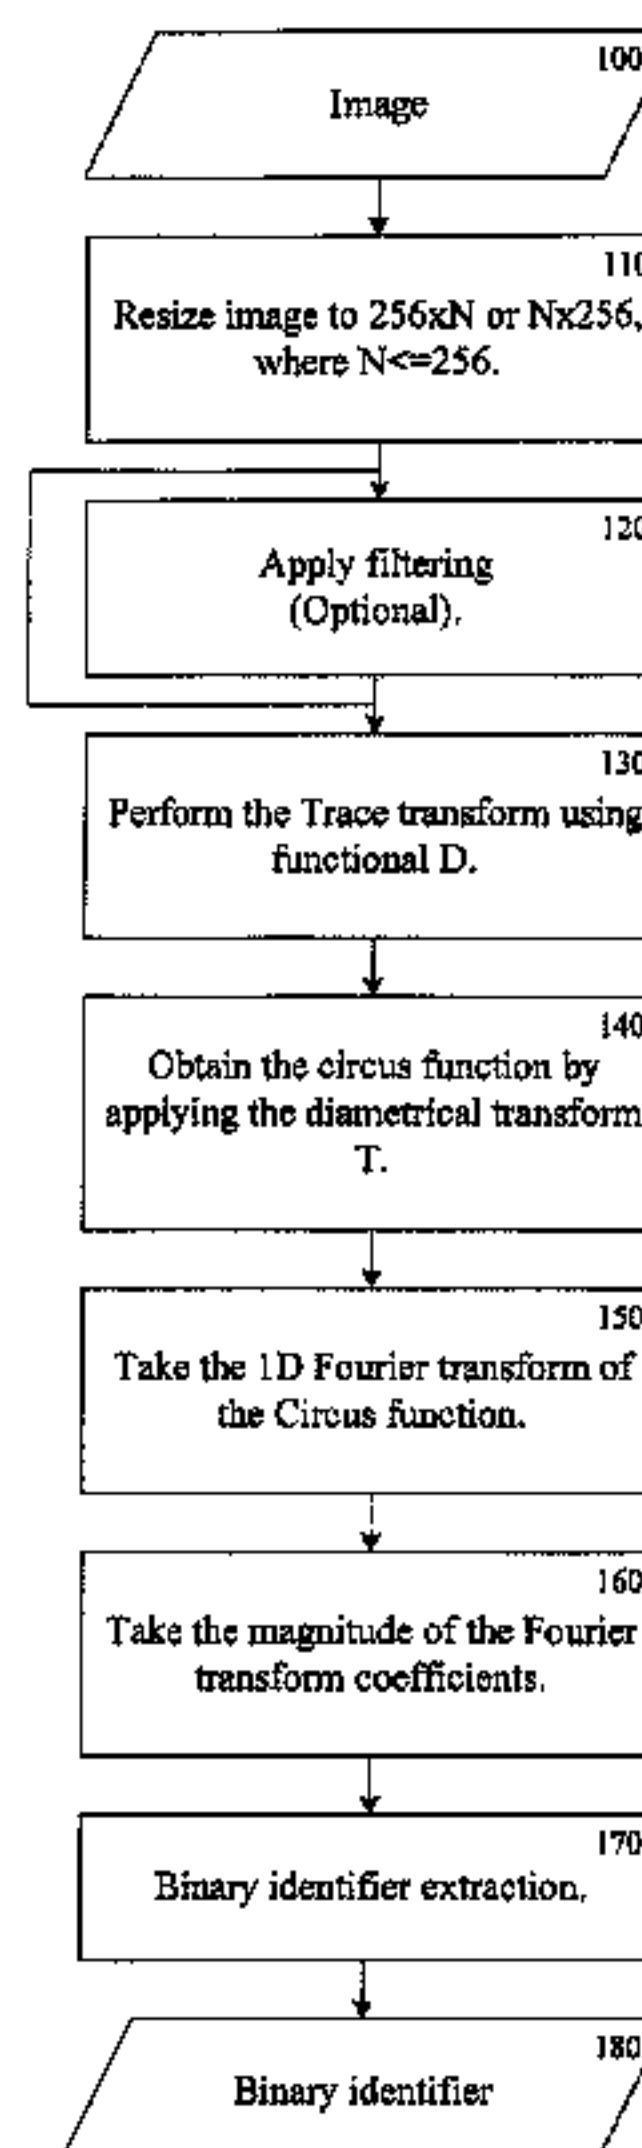 100
Image
110
Resize image to 256xN or Nx256,
where N<=256.
120
Apply filtering
(Optional).
130
Perform the Trace transform using
functional D.
140
Obtain the circus function by
applying the diametrical transform
T.
150
Take the 1D Fourier transform of
the Circus function.
160
Take the magnitude of the Fourier
transform coefficients.
170
Binary identifier extraction.
180
Binary identifier